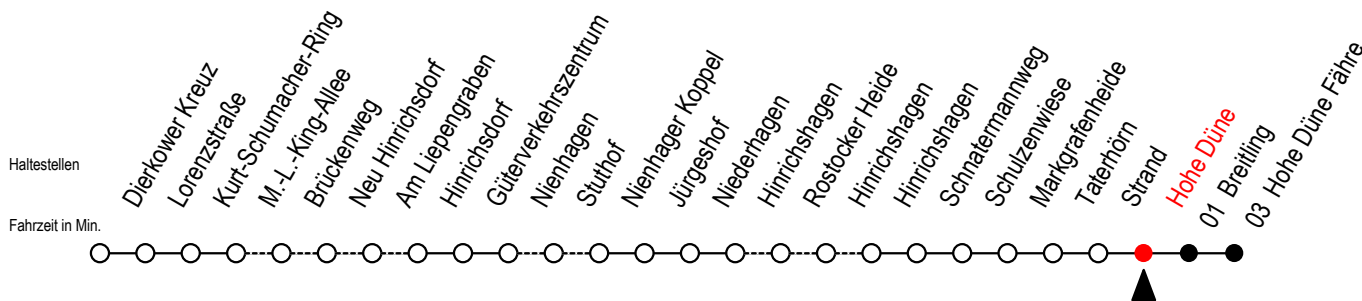 Haltestellen
Fahrzeit in Min.
Dierkower Kreuz
Lorenzstraße
Kurt-Schumacher-Ring
M.-L.-King-Allee
Brückenweg
Neu Hinrichsdorf
Am Liepengraben
Hinrichsdorf
Güterverkehrszentrum
Nienhagen
Stuthof
Nienhager Koppel
Jürgeshof
Niederhagen
Hinrichshagen
Rostocker Heide
Hinrichshagen
Hinrichshagen
Schnatermannweg
Schulzenwiese
Markgrafenheide
Taterhörn
Strand
Hohe Düne
01 Breitling
03 Hohe Düne Fähre